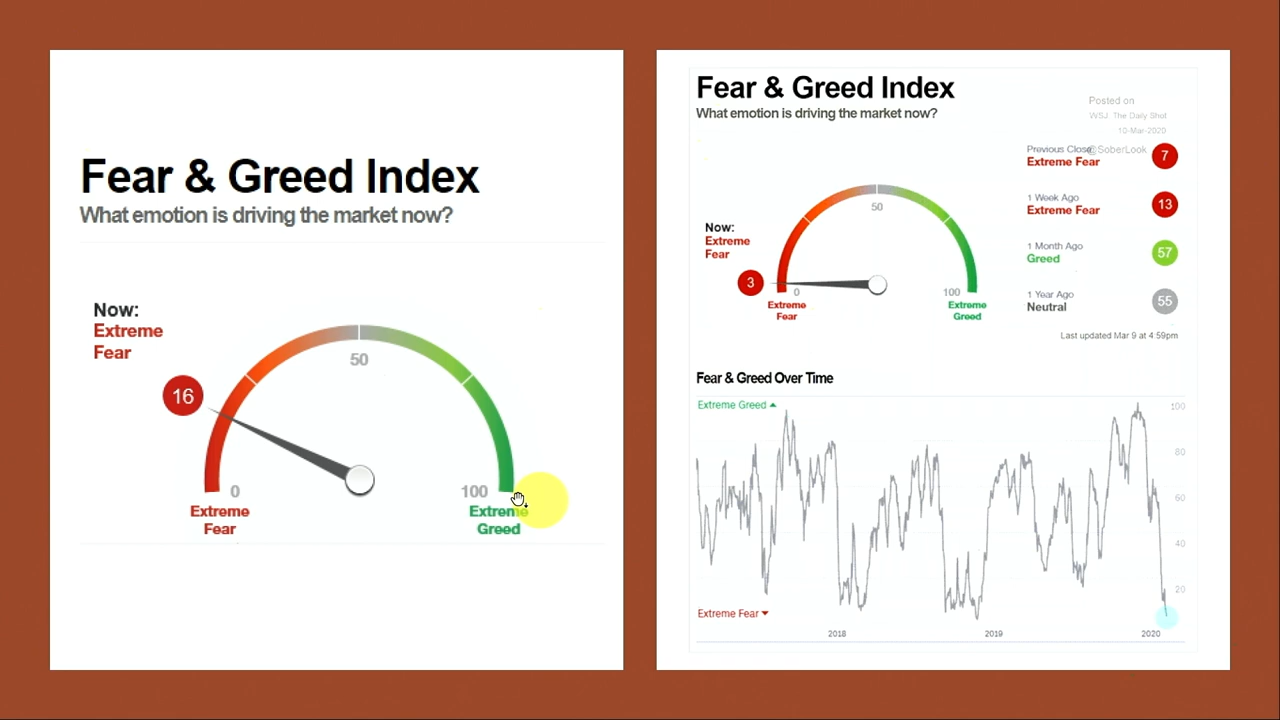 Fear & Greed Index
What emotion is driving the market now?
Now:
Extreme
Fear
16
50
0
100
Extreme
Fear
Extreme
Greed
Fear & Greed Index
What emotion is driving the market now?
Posted on
WSJ The Daily Shot
10-Mar-2020
@SoberLook
Previous Close
Extreme Fear
7
1 Week Ago
Extreme Fear
13
1 Month Ago
Greed
57
1 Year Ago
Neutral
55
Now:
Extreme
Fear
3
50
0
100
Extreme
Fear
Extreme
Greed
Last updated Mar 9 at 4:59pm
Fear & Greed Over Time
Extreme Greed
100
80
60
40
20
Extreme Fear
2018
2019
2020